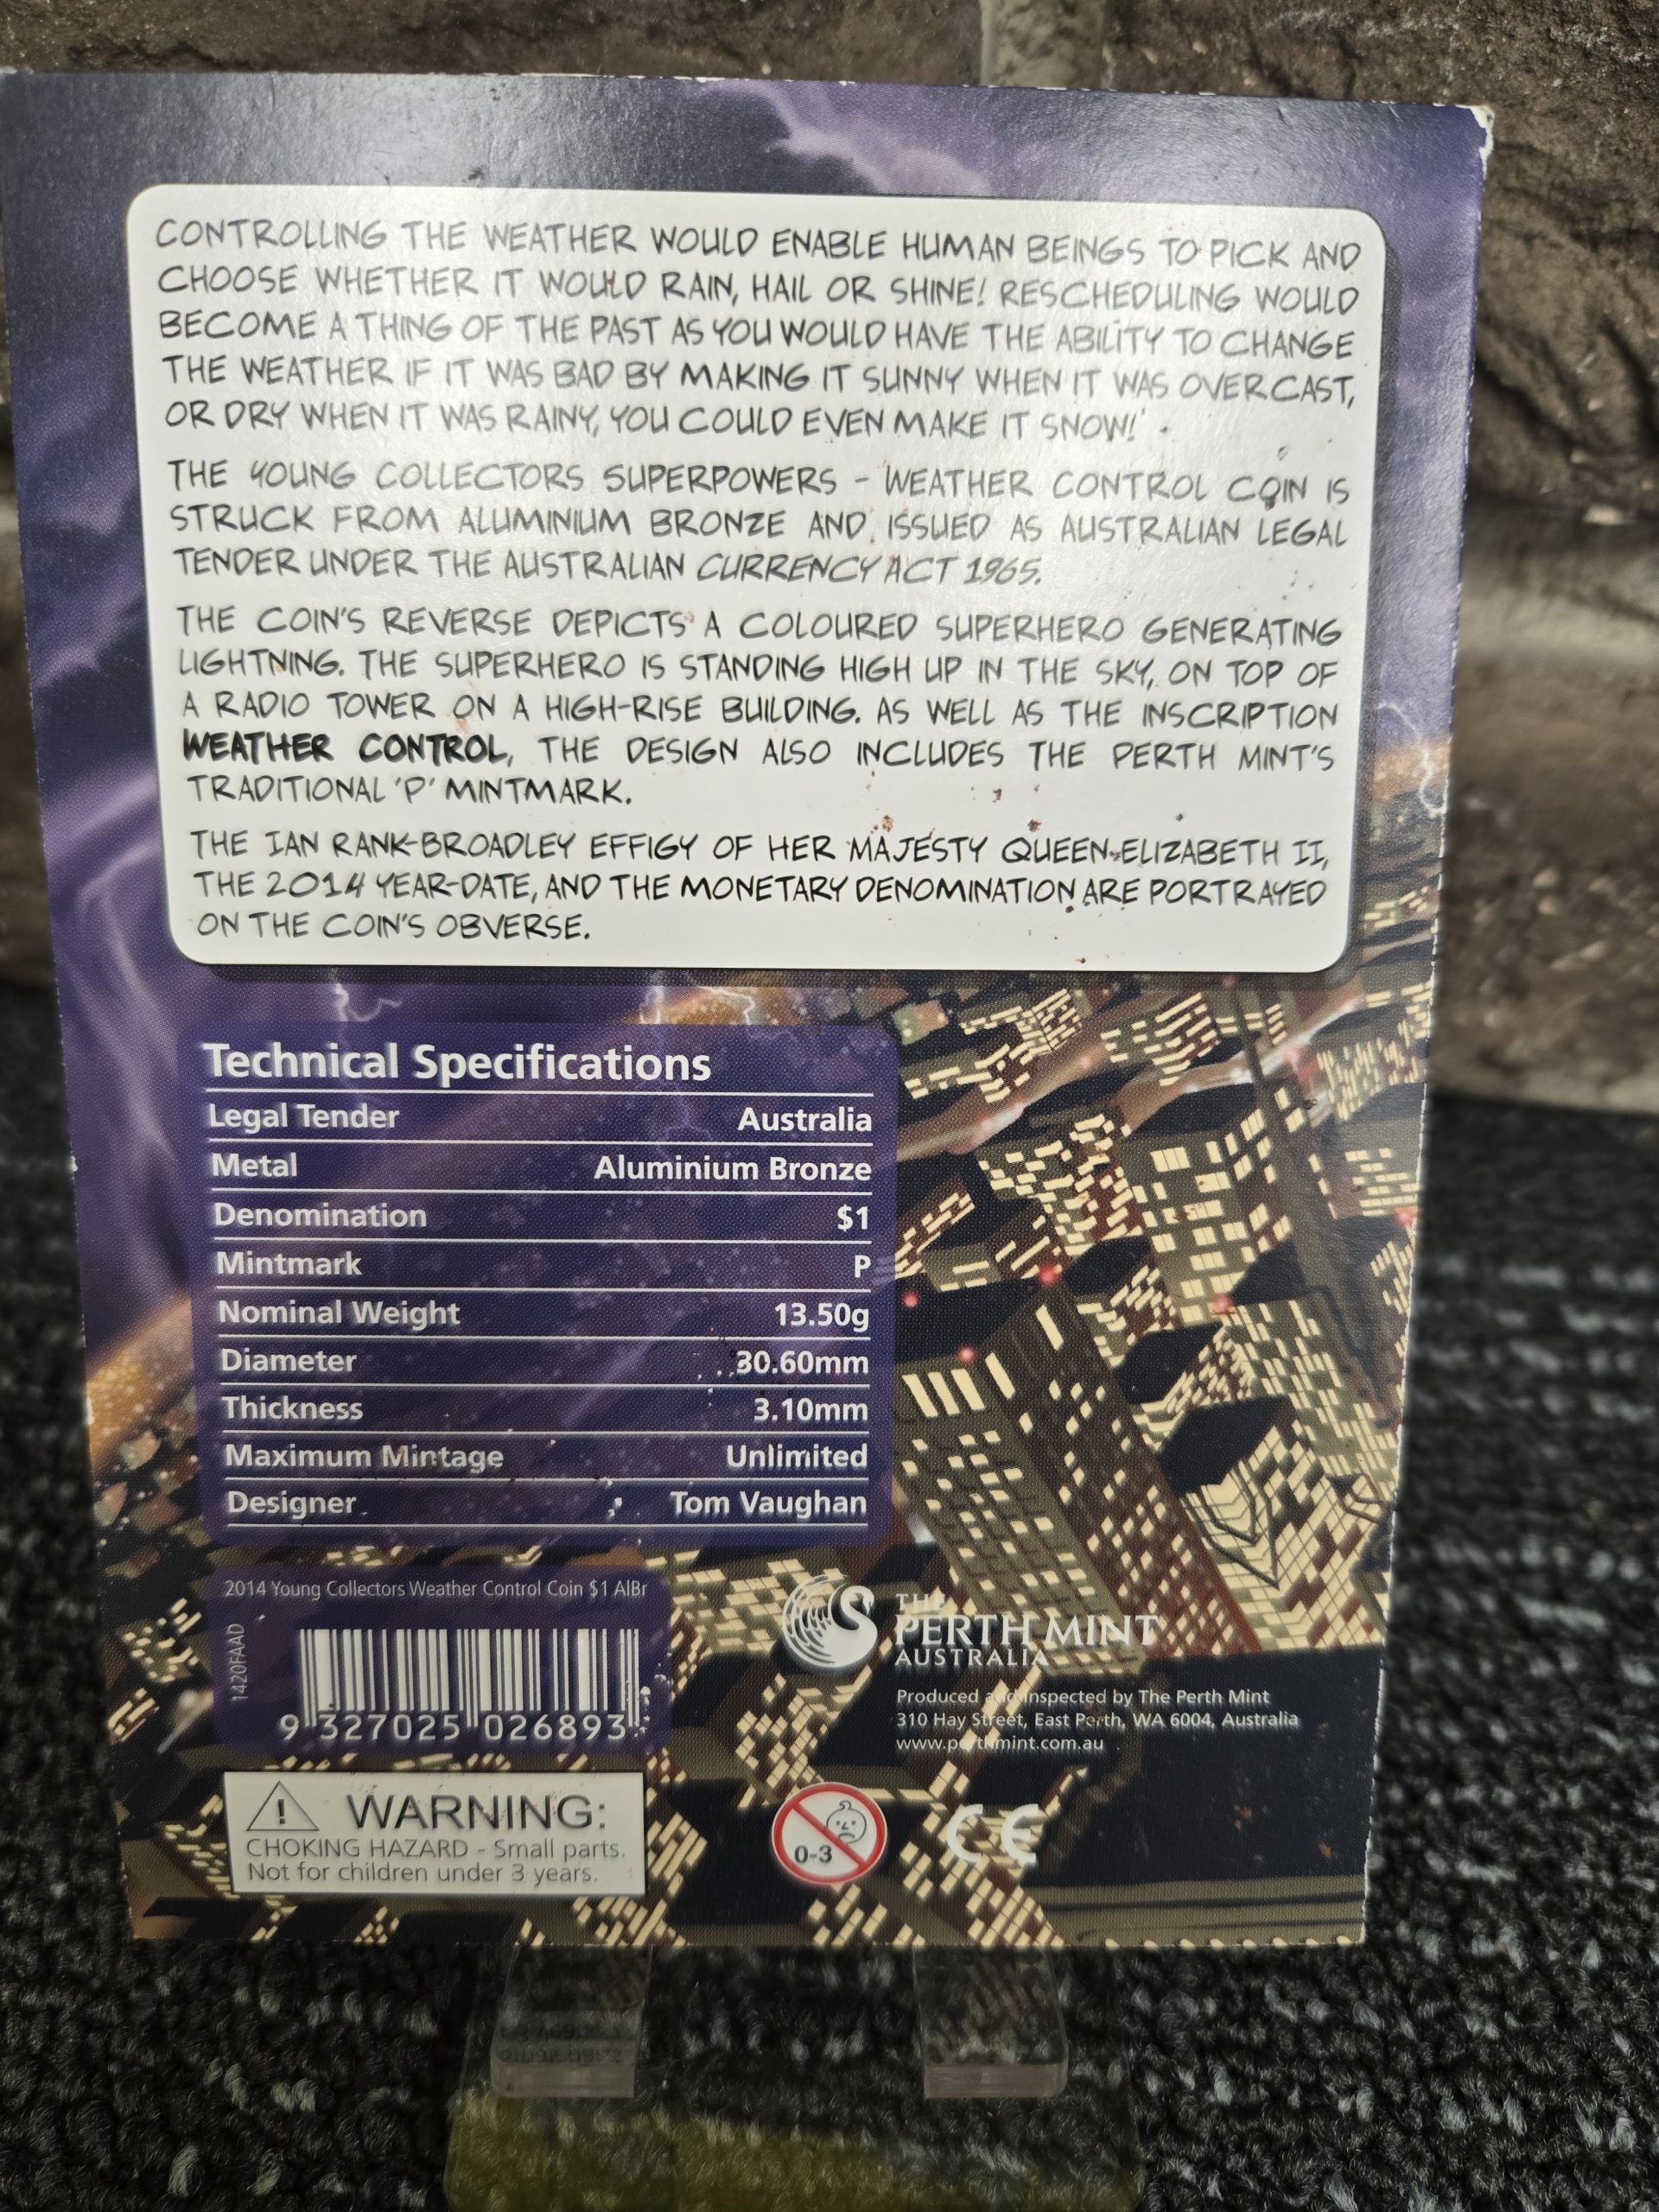 CONTROLLING THE WEATHER WOULD ENABLE HUMAN BEINGS TO PICK AND
CHOOSE WHETHER IT WOULD RAIN, HAIL OR SHINE! RESCHEDULING WOULD
BECOME A THING OF THE PAST AS YOU WOULD HAVE THE ABILITY TO CHANGE
THE WEATHER IF IT WAS BAD BY MAKING IT SUNNY WHEN IT WAS OVERCAST,
OR DRY WHEN IT WAS RAINY, YOU COULD EVEN MAKE IT SNOW!
THE YOUNG COLLECTORS SUPERPOWERS - WEATHER CONTROL COIN IS
STRUCK FROM ALUMINIUM BRONZE AND ISSUED AS AUSTRALIAN LEGAL
TENDER UNDER THE AUSTRALIAN CURRENCY ACT 1965.
THE COIN'S REVERSE DEPICTS A COLOURED SUPERHERO GENERATING
LIGHTNING. THE SUPERHERO IS STANDING HIGH UP IN THE SKY, ON TOP OF
A RADIO TOWER ON A HIGH-RISE BUILDING. AS WELL AS THE INSCRIPTION
WEATHER CONTROL, THE DESIGN ALSO INCLUDES THE PERTH MINT'S
TRADITIONAL 'P' MINTMARK.
THE IAN RANK-BROADLEY EFFIGY OF HER MAJESTY QUEEN ELIZABETH II,
THE 2014 YEAR-DATE, AND THE MONETARY DENOMINATION ARE PORTRAYED
ON THE COIN'S OBVERSE.
Technical Specifications
Legal Tender Australia
Metal Aluminium Bronze
Denomination $1
Mintmark P
Nominal Weight 13.50g
Diameter 30.60mm
Thickness 3.10mm
Maximum Mintage Unlimited
Designer Tom Vaughan
2014 Young Collectors Weather Control Coin $1 AlBr
1420FAAD
9 327025 026893
THE
PERTH MINT
AUSTRALIA
Produced and inspected by The Perth Mint
310 Hay Street, East Perth, WA 6004, Australia
www.perthmint.com.au
WARNING:
CHOKING HAZARD - Small parts.
Not for children under 3 years.
0-3
CE